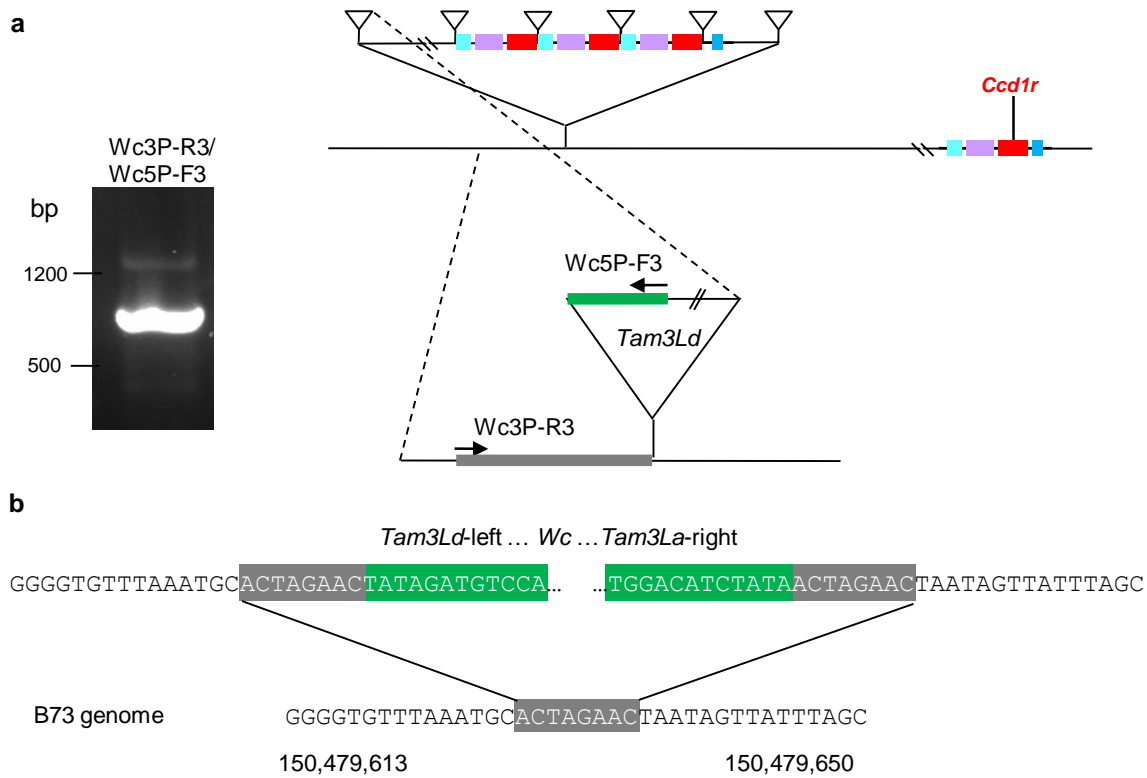 a
Ccd1r
Wc3P-R3/
Wc5P-F3
bp
1200
500
Wc5P-F3
Tam3Ld
Wc3P-R3
b
Tam3Ld-left … Wc …Tam3La-right
GGGGTGTTTAAATGCACTAGAACTATAGATGTCCA... ...TGGACATCTATAACTAGAACTAATAGTTATTTAGC
B73 genome
GGGGTGTTTAAATGCACTAGAACTAATAGTTATTTAGC
150,479,613 150,479,650